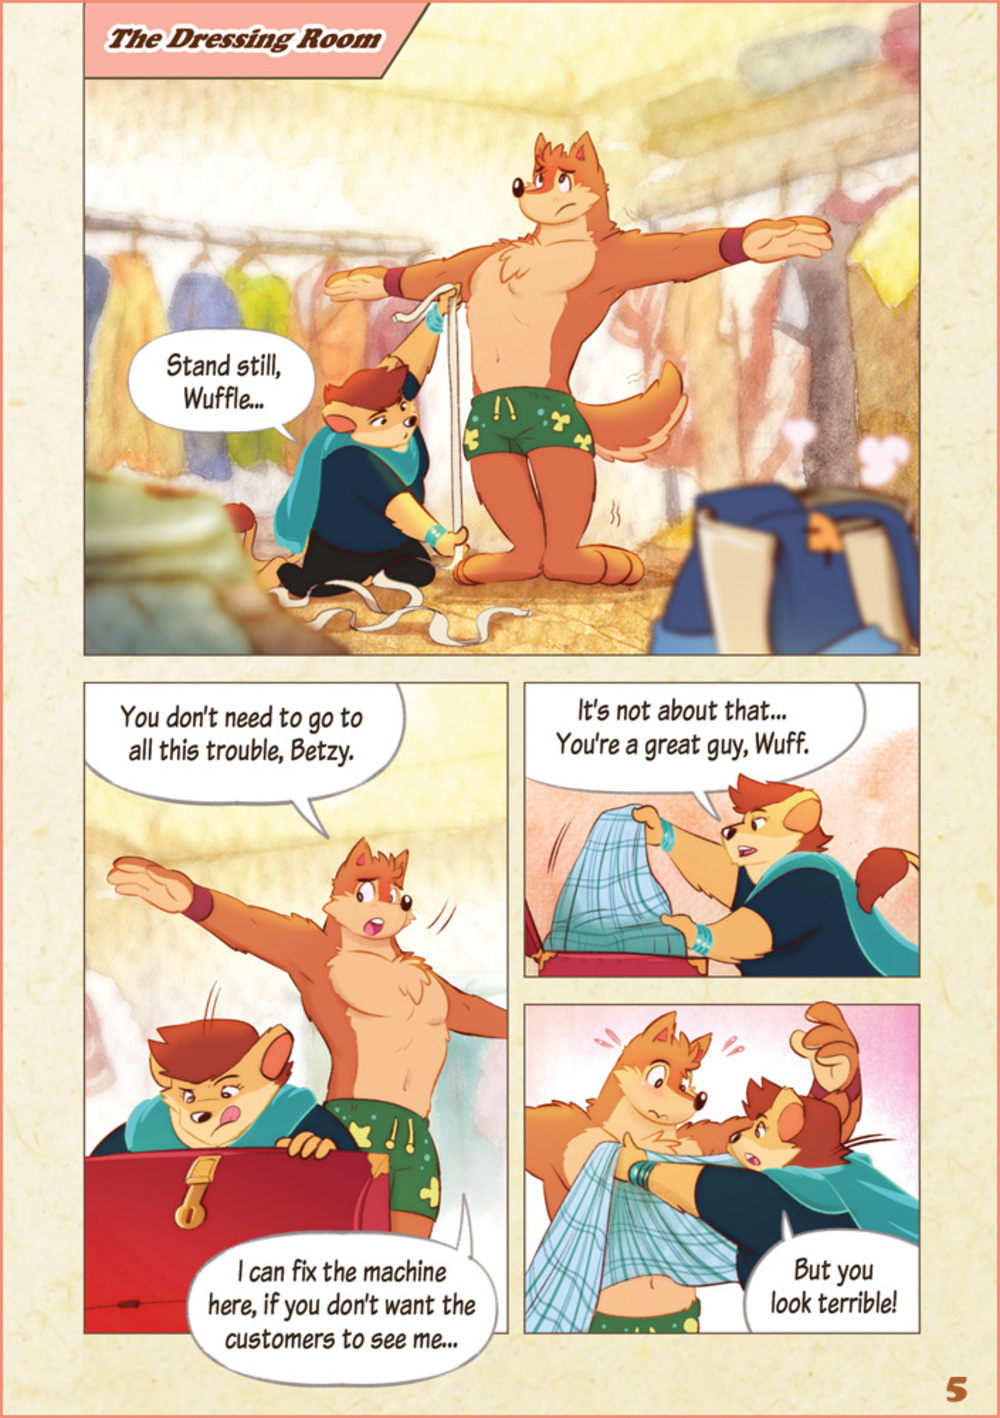 The Dressing Room
Stand still,
Wuffle...
You don't need to go to
all this trouble, Betzy.
I can fix the machine
here, if you don't want the
customers to see me...
It's not about that...
You're a great guy, Wuff.
But you
look terrible!
5